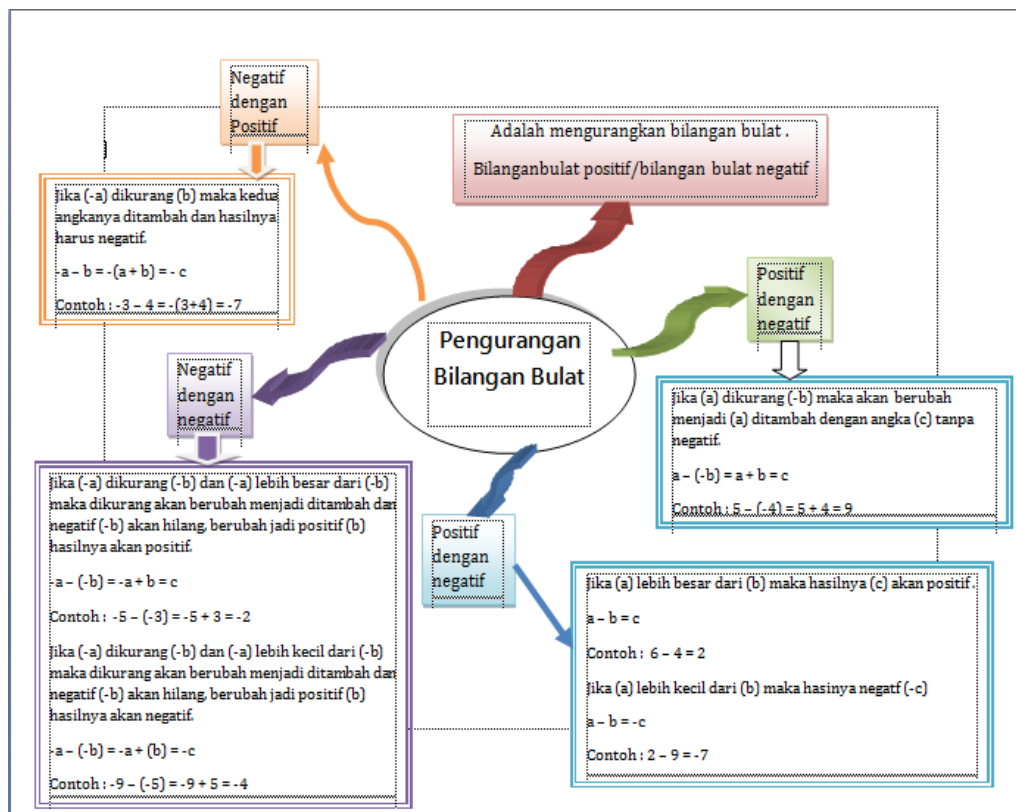 Negatif
dengan
Positif
Adalah mengurangkan bilangan bulat .
Bilanganbulat positif/bilangan bulat negatif
Jika (-a) dikurang (b) maka kedua
angkanya ditambah dan hasilnya
harus negatif.
-a – b = -(a + b) = - c
Contoh : -3 – 4 = -(3+4) = -7
Positif
dengan
negatif
Pengurangan
Bilangan Bulat
Negatif
dengan
negatif
Jika (a) dikurang (-b) maka akan berubah
menjadi (a) ditambah dengan angka (c) tanpa
negatif.
a – (-b) = a + b = c
Contoh : 5 – (-4) = 5 + 4 = 9
Jika (-a) dikurang (-b) dan (-a) lebih besar dari (-b)
maka dikurang akan berubah menjadi ditambah dan
negatif (-b) akan hilang, berubah jadi positif (b)
hasilnya akan positif.
-a – (-b) = -a + b = c
Contoh : -5 – (-3) = -5 + 3 = -2
Jika (-a) dikurang (-b) dan (-a) lebih kecil dari (-b)
maka dikurang akan berubah menjadi ditambah dan
negatif (-b) akan hilang, berubah jadi positif (b)
hasilnya akan negatif.
-a – (-b) = -a + (b) = -c
Contoh : -9 – (-5) = -9 + 5 = -4
Positif
dengan
negatif
Jika (a) lebih besar dari (b) maka hasilnya (c) akan positif .
a – b = c
Contoh : 6 – 4 = 2
Jika (a) lebih kecil dari (b) maka hasinya negatf (-c)
a – b = -c
Contoh : 2 – 9 = -7